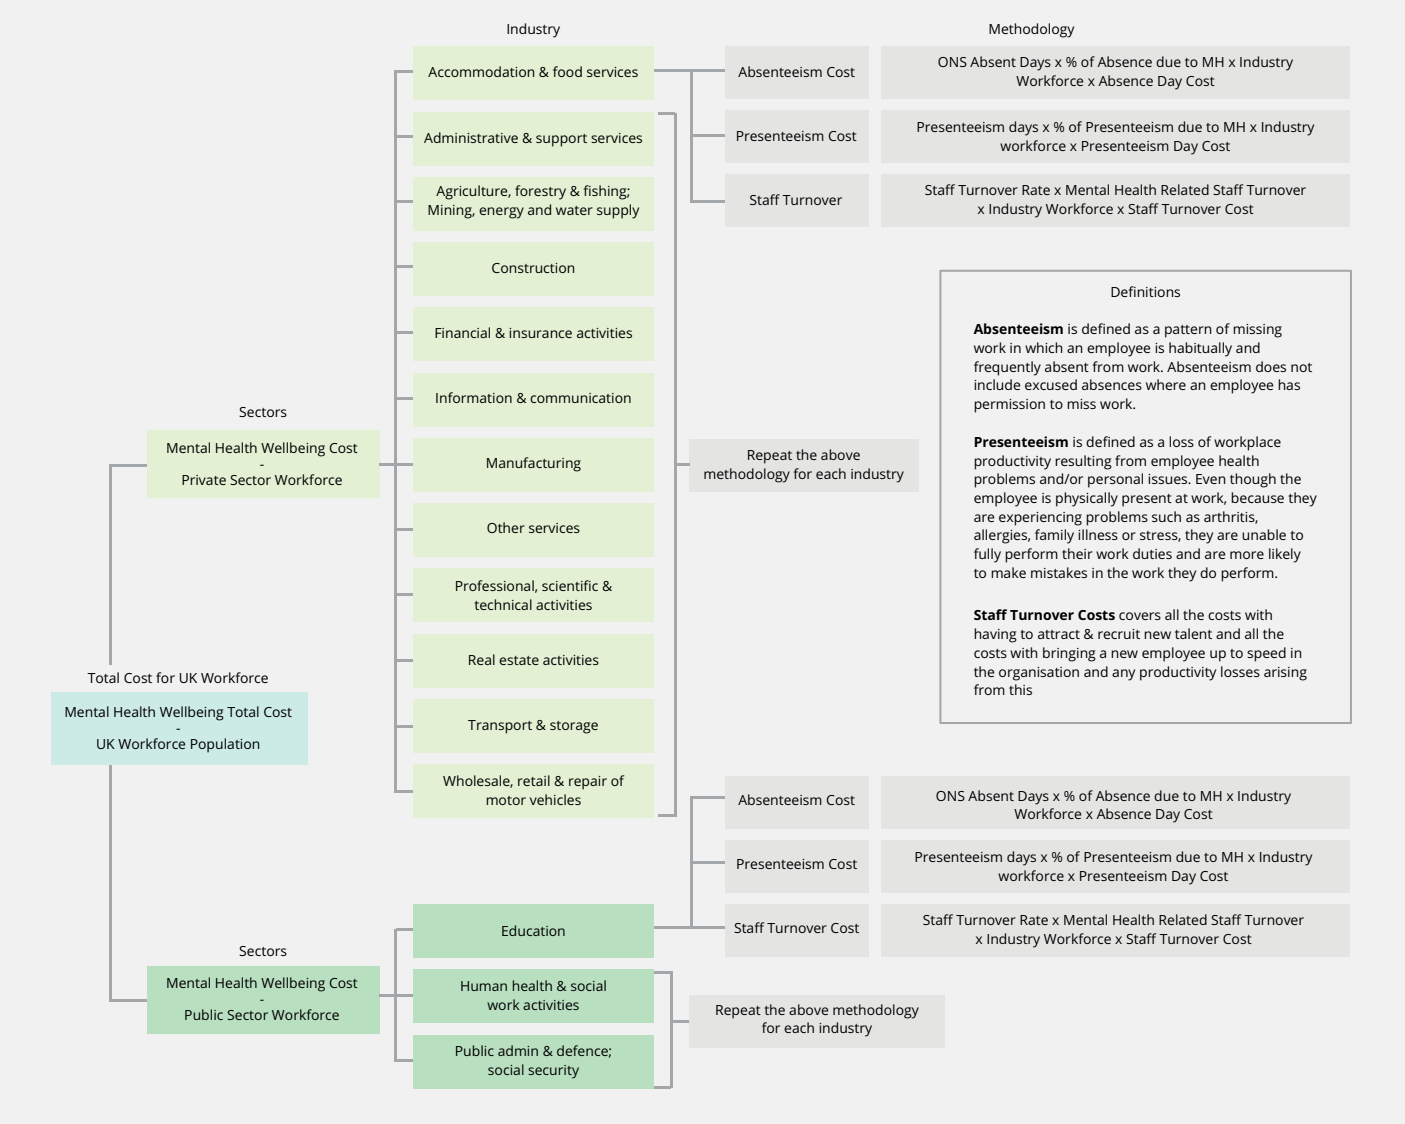 Industry
Methodology
Accommodation & food services
Absenteeism Cost
ONS Absent Days x % of Absence due to MH x Industry
Workforce x Absence Day Cost
Administrative & support services
Presenteeism Cost
Presenteeism days x % of Presenteeism due to MH x Industry
workforce x Presenteeism Day Cost
Agriculture, forestry & fishing;
Mining, energy and water supply
Staff Turnover
Staff Turnover Rate x Mental Health Related Staff Turnover
x Industry Workforce x Staff Turnover Cost
Construction
Financial & insurance activities
Information & communication
Manufacturing
Other services
Professional, scientific &
technical activities
Real estate activities
Transport & storage
Wholesale, retail & repair of
motor vehicles
Repeat the above
methodology for each industry
Definitions
Absenteeism is defined as a pattern of missing
work in which an employee is habitually and
frequently absent from work. Absenteeism does not
include excused absences where an employee has
permission to miss work.
Presenteeism is defined as a loss of workplace
productivity resulting from employee health
problems and/or personal issues. Even though the
employee is physically present at work, because they
are experiencing problems such as arthritis,
allergies, family illness or stress, they are unable to
fully perform their work duties and are more likely
to make mistakes in the work they do perform.
Staff Turnover Costs covers all the costs with
having to attract & recruit new talent and all the
costs with bringing a new employee up to speed in
the organisation and any productivity losses arising
from this
Sectors
Mental Health Wellbeing Cost
-
Private Sector Workforce
Total Cost for UK Workforce
Mental Health Wellbeing Total Cost
-
UK Workforce Population
Sectors
Mental Health Wellbeing Cost
-
Public Sector Workforce
Education
Human health & social
work activities
Public admin & defence;
social security
Absenteeism Cost
ONS Absent Days x % of Absence due to MH x Industry
Workforce x Absence Day Cost
Presenteeism Cost
Presenteeism days x % of Presenteeism due to MH x Industry
workforce x Presenteeism Day Cost
Staff Turnover Cost
Staff Turnover Rate x Mental Health Related Staff Turnover
x Industry Workforce x Staff Turnover Cost
Repeat the above methodology
for each industry